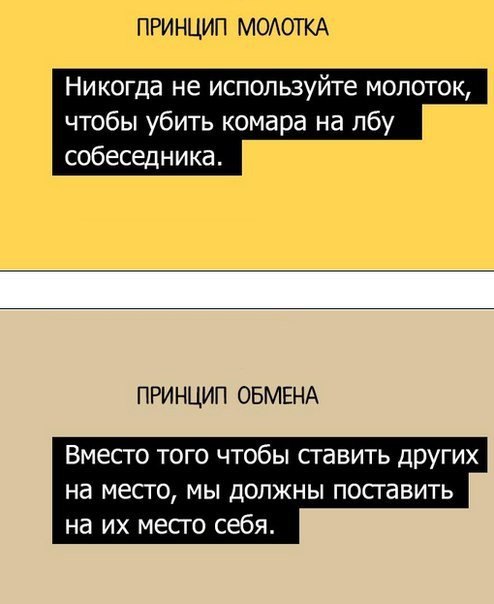 ПРИНЦИП МОЛОТКА
Никогда не используйте молоток,
чтобы убить комара на лбу
собеседника.
ПРИНЦИП ОБМЕНА
Вместо того чтобы ставить других
на место, мы должны поставить
на их место себя.